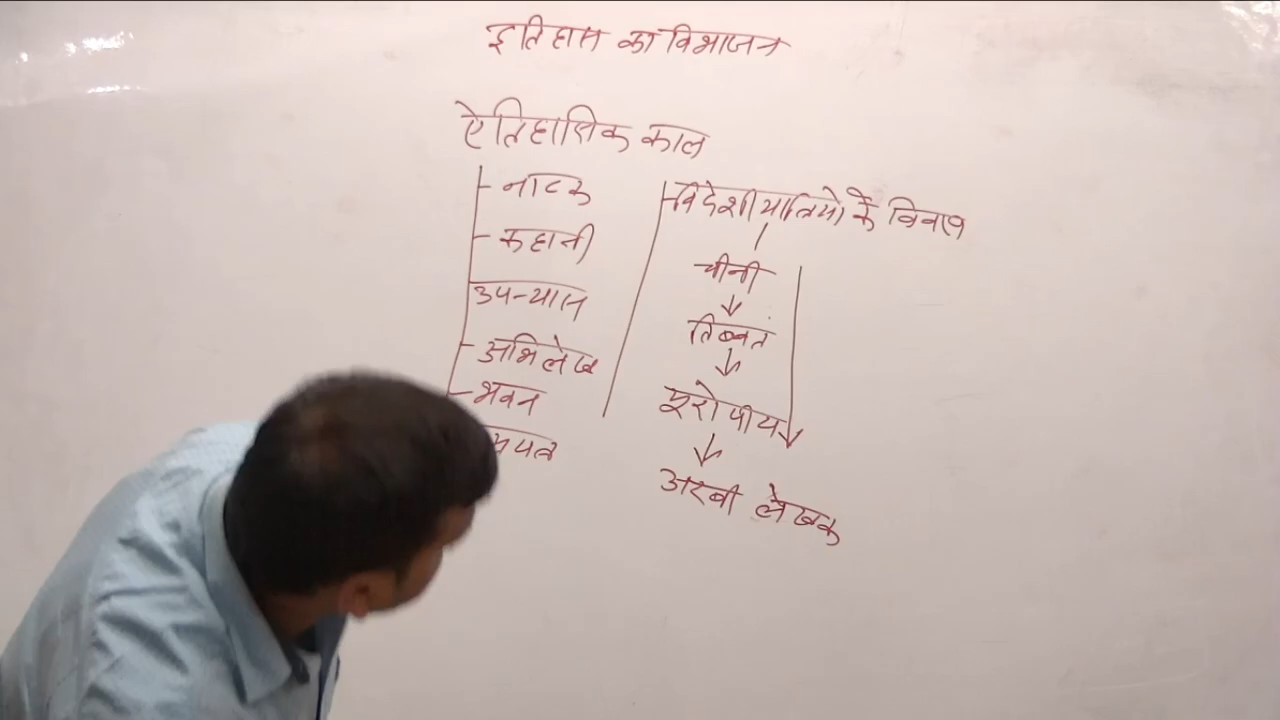 इतिहास का विभाजन
ऐतिहासिक काल
नाटक
कहानी
उपन्यास
अभिलेख
भवन
विदेशी यात्रियो के विवरण
चीनी
तिब्बत
यूरोपीय
अरबी लेखक